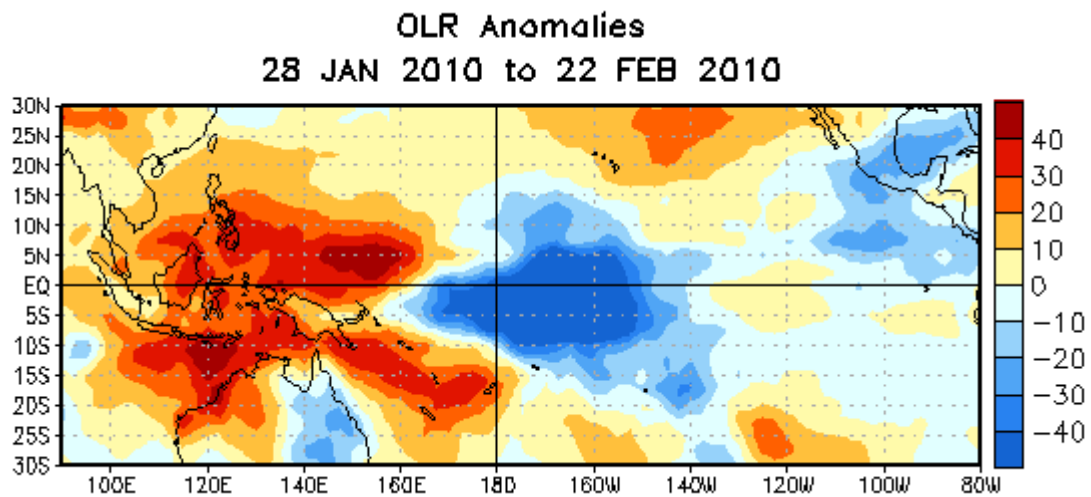 OLR Anomalies
28 JAN 2010 to 22 FEB 2010
30N
25N
20N
15N
10N
5N
EQ
5S
10S
15S
20S
25S
30S
100E 120E 140E 160E 180 160W 140W 120W 100W 80W
40
30
20
10
0
-10
-20
-30
-40